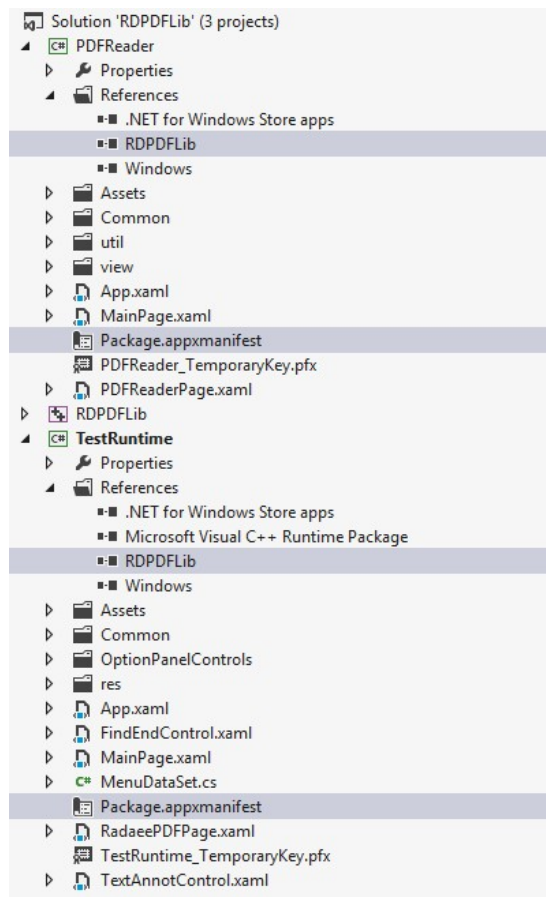 Solution 'RDPDFLib' (3 projects)
C# PDFReader
Properties
References
.NET for Windows Store apps
RDPDFLib
Windows
Assets
Common
util
view
App.xaml
MainPage.xaml
Package.appxmanifest
PDFReader_TemporaryKey.pfx
PDFReaderPage.xaml
RDPDFLib
C# TestRuntime
Properties
References
.NET for Windows Store apps
Microsoft Visual C++ Runtime Package
RDPDFLib
Windows
Assets
Common
OptionPanelControls
res
App.xaml
FindEndControl.xaml
MainPage.xaml
C# MenuDataSet.cs
Package.appxmanifest
RadaeePDFPage.xaml
TestRuntime_TemporaryKey.pfx
TextAnnotControl.xaml